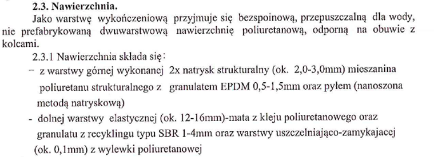 2.3. Nawierzchnia.
Jako warstwę wykończeniową przyjmuje się bezspoinową, przepuszczalną dla wody,
nie prefabrykowaną dwuwarstwową nawierzchnię poliuretanową, odporną na obuwie z
kolcami.
2.3.1 Nawierzchnia składa się:
– z warstwy górnej wykonanej 2x natrysk strukturalny (ok. 2,0-3,0mm) mieszanina
poliuretanu strukturalnego z granulatem EPDM 0,5-1,5mm oraz pyłem (nanoszona
metodą natryskową)
- dolnej warstwy elastycznej (ok. 12-16mm)-mata z kleju poliuretanowego oraz
granulatu z recyklingu typu SBR 1-4mm oraz warstwy uszczelniająco-zamykajacej
(ok. 0,1mm) z wylewki poliuretanowej